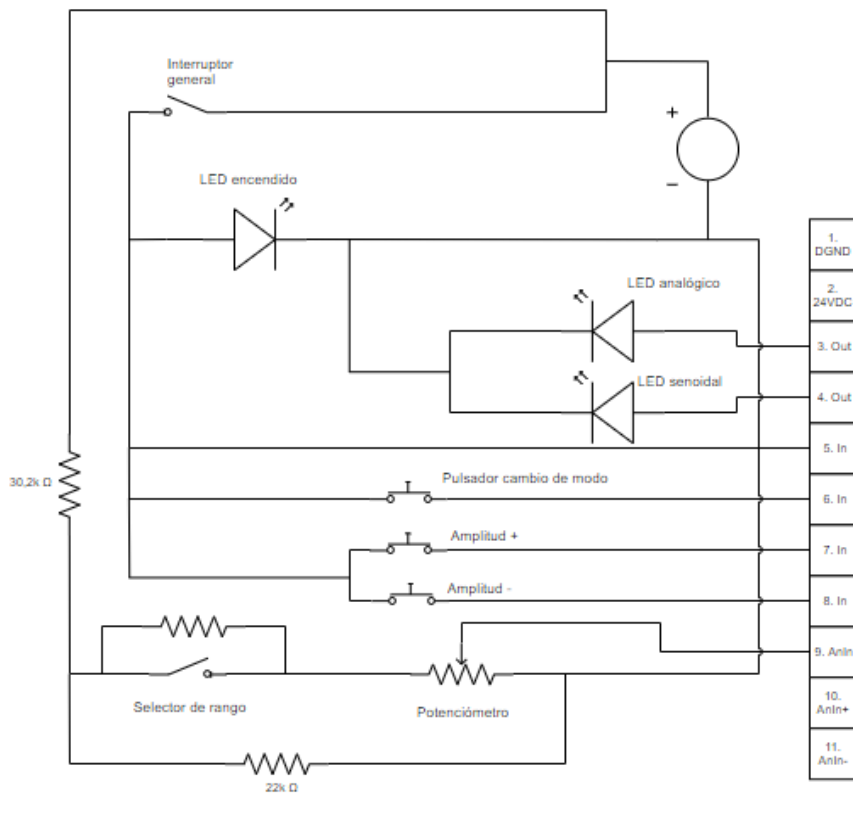 Interruptor
general
+
−
LED encendido
1.
DGND
LED analógico
2.
24VDC
3. Out
LED senoidal
4. Out
5. In
30,2k Ω
Pulsador cambio de modo
6. In
Amplitud +
7. In
Amplitud -
8. In
9. AnIn
Selector de rango
Potenciómetro
10.
AnIn+
11.
AnIn-
22k Ω